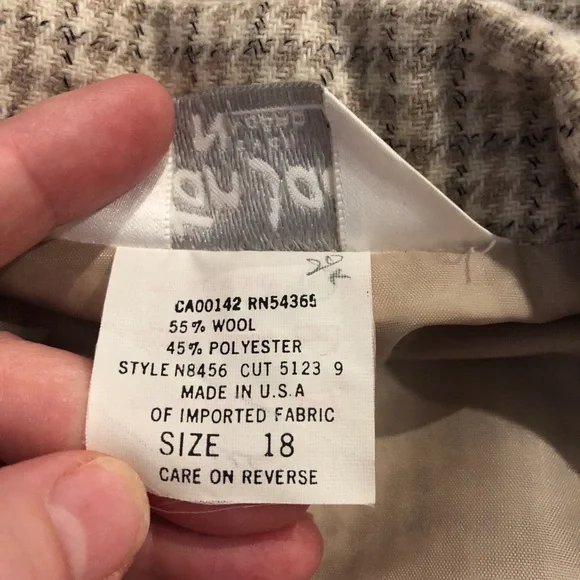 20
CA00142 RN54365
55% WOOL
45% POLYESTER
STYLE N8456 CUT 5123 9
MADE IN U.S.A
OF IMPORTED FABRIC
SIZE 18
CARE ON REVERSE